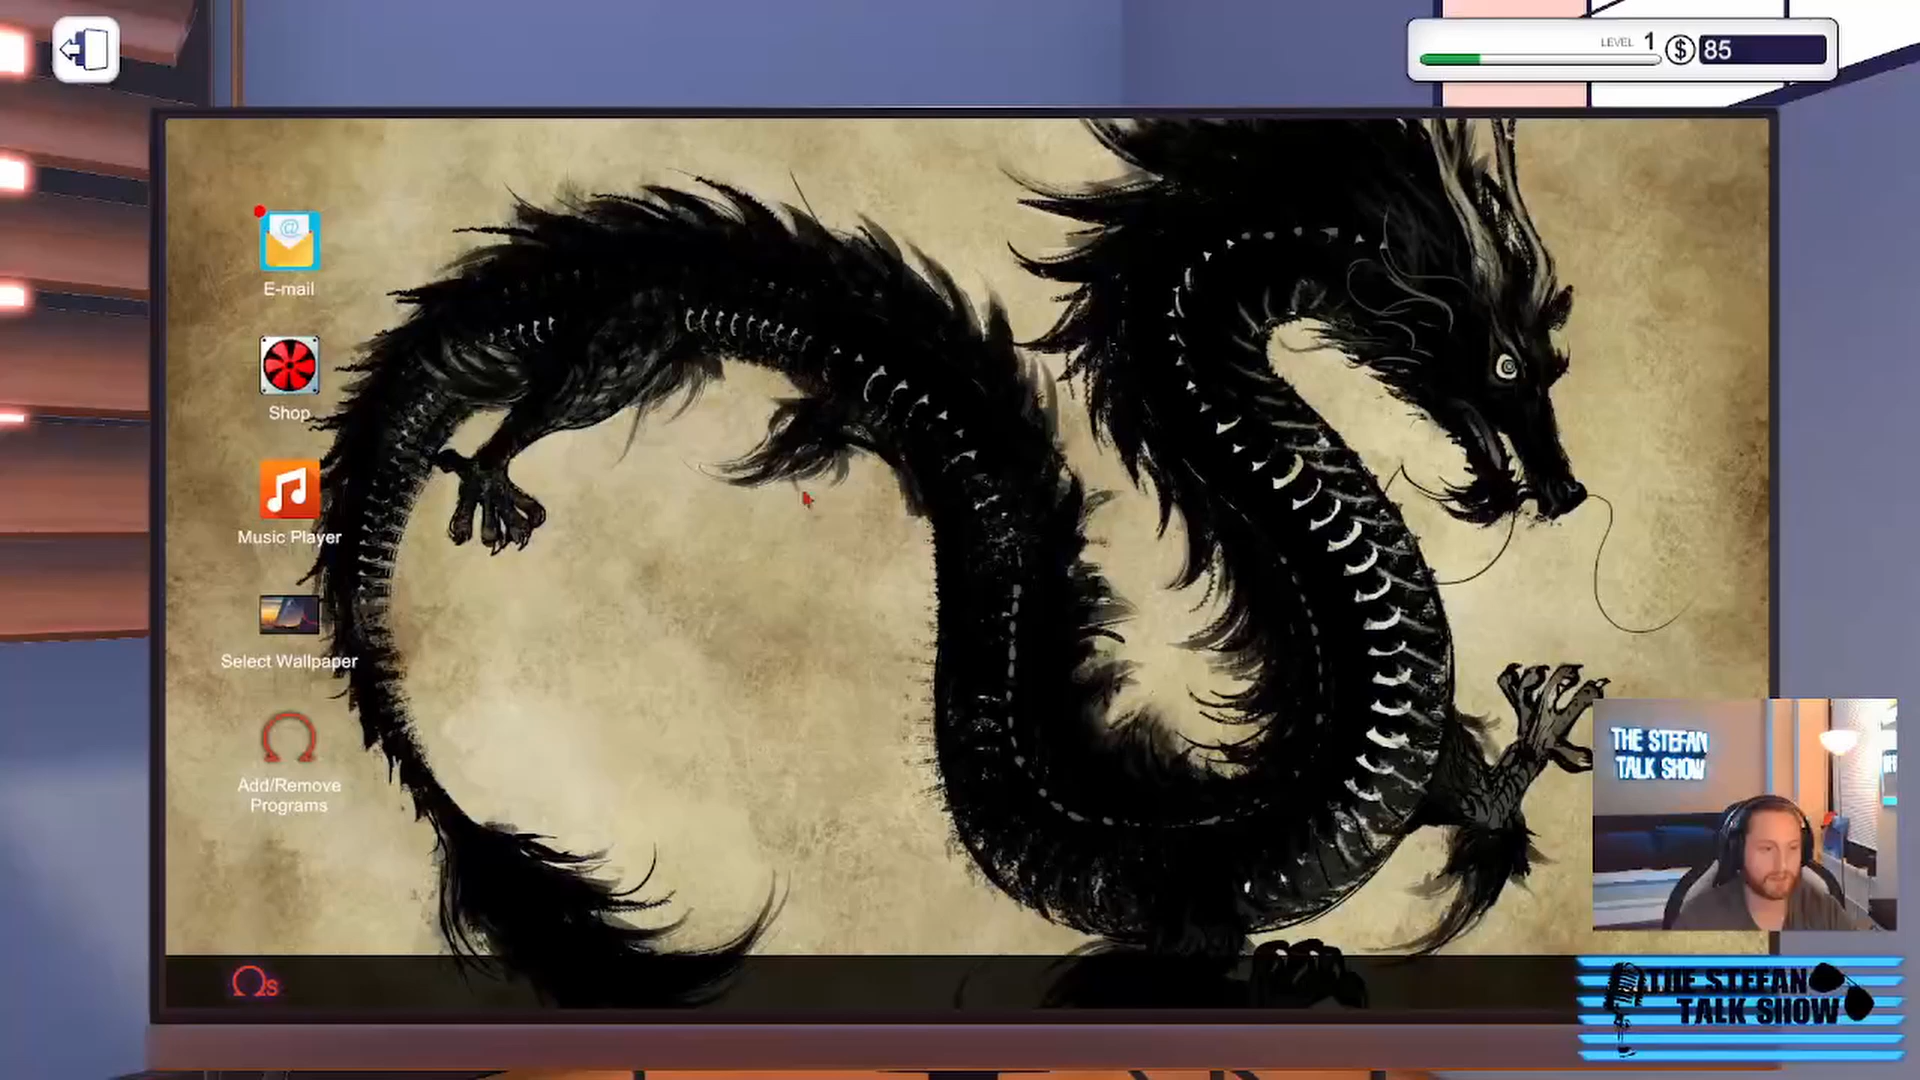 LEVEL 1
$ 85
@
E-mail
Shop
Music Player
Select Wallpaper
Add/Remove
Programs
Ωs
THE STEFAN
TALK SHOW
THE STEFAN
TALK SHOW